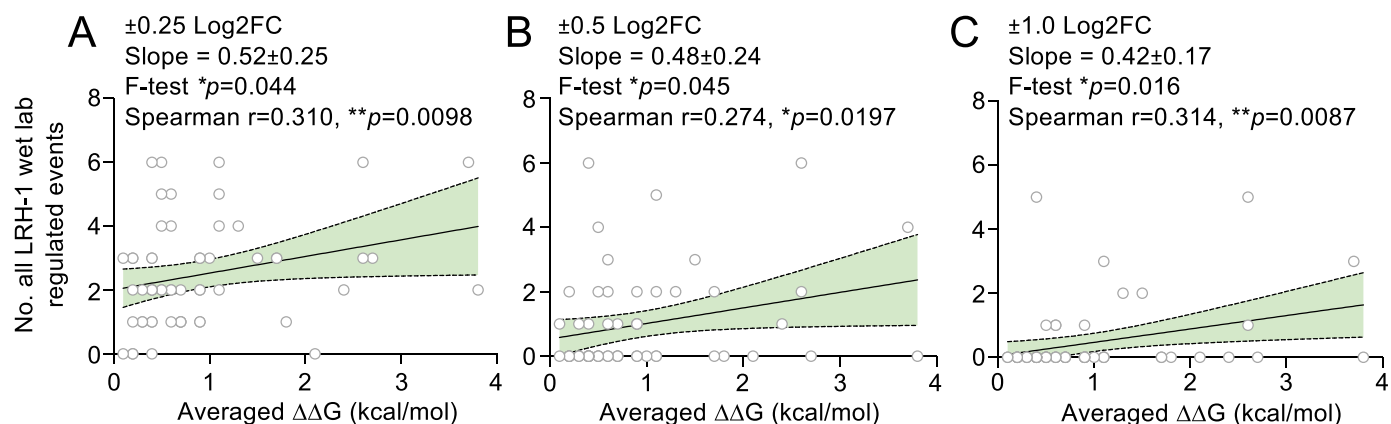 A
±0.25 Log2FC
Slope = 0.52±0.25
F-test *p=0.044
Spearman r=0.310, **p=0.0098
No. all LRH-1 wet lab
regulated events
8
6
4
2
0
0 1 2 3 4
Averaged ΔΔG (kcal/mol)
B
±0.5 Log2FC
Slope = 0.48±0.24
F-test *p=0.045
Spearman r=0.274, *p=0.0197
8
6
4
2
0
0 1 2 3 4
Averaged ΔΔG (kcal/mol)
C
±1.0 Log2FC
Slope = 0.42±0.17
F-test *p=0.016
Spearman r=0.314, **p=0.0087
8
6
4
2
0
0 1 2 3 4
Averaged ΔΔG (kcal/mol)